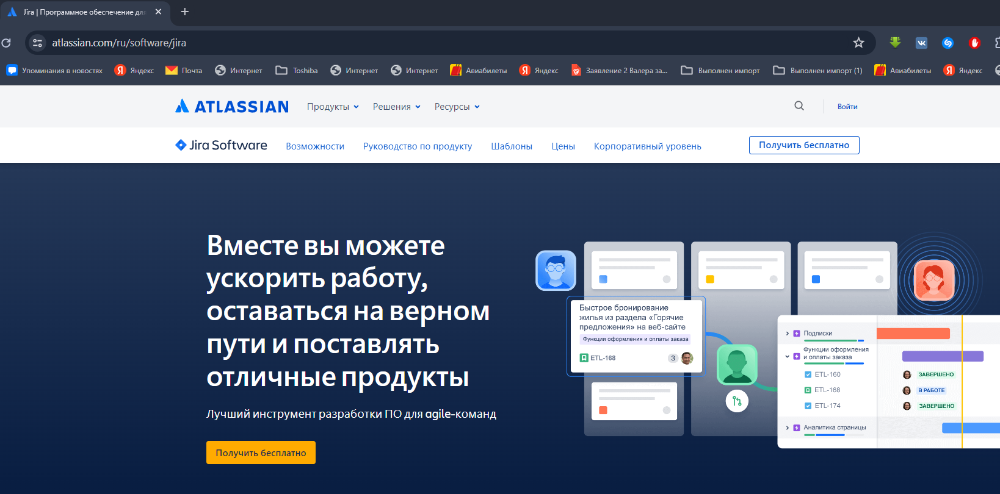 Jira | Программное обеспечение для
atlassian.com/ru/software/jira
Упоминания в новостях Яндекс Почта Интернет Toshiba Интернет Интернет Авиабилеты Яндекс Заявление 2 Валера за... Выполнен импорт Выполнен импорт (1) Авиабилеты Яндекс
ATLASSIAN Продукты Решения Ресурсы Войти
Jira Software Возможности Руководство по продукту Шаблоны Цены Корпоративный уровень Получить бесплатно
Вместе вы можете
ускорить работу,
оставаться на верном
пути и поставлять
отличные продукты
Лучший инструмент разработки ПО для agile-команд
Получить бесплатно
Быстрое бронирование
жилья из раздела «Горячие
предложения» на веб-сайте
Функции оформления и оплаты заказа
ETL-168 3
Подписки
Функции оформления
и оплаты заказа
ETL-160 ЗАВЕРШЕНО
ETL-168 В РАБОТЕ
ETL-174 ЗАВЕРШЕНО
Аналитика страницы